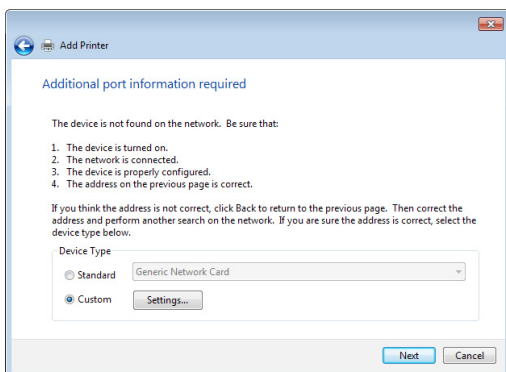 Add Printer
Additional port information required
The device is not found on the network.  Be sure that:
1.  The device is turned on.
2.  The network is connected.
3.  The device is properly configured.
4.  The address on the previous page is correct.
If you think the address is not correct, click Back to return to the previous page.  Then correct the
address and perform another search on the network.  If you are sure the address is correct, select the
device type below.
Device Type
Standard
Generic Network Card
Custom
Settings...
Next
Cancel